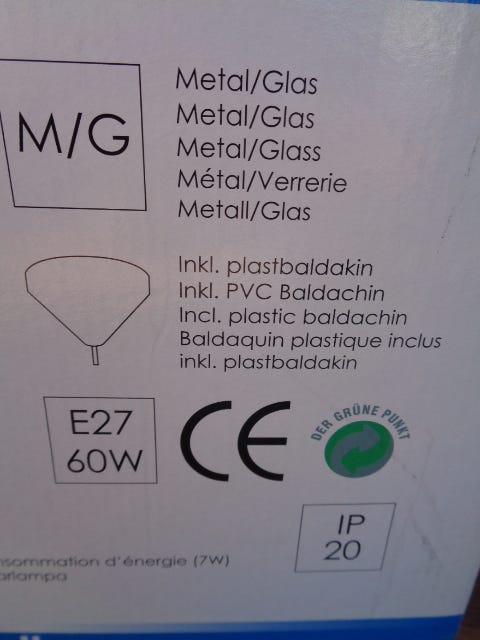 M/G
Metal/Glas
Metal/Glas
Metal/Glass
Métal/Verrerie
Metall/Glas
Inkl. plastbaldakin
Inkl. PVC Baldachin
Incl. plastic baldachin
Baldaquin plastique inclus
inkl. plastbaldakin
E27
60W
CE
DER GRÜNE PUNKT
IP
20
nsommation d'énergie (7W)
arlampa